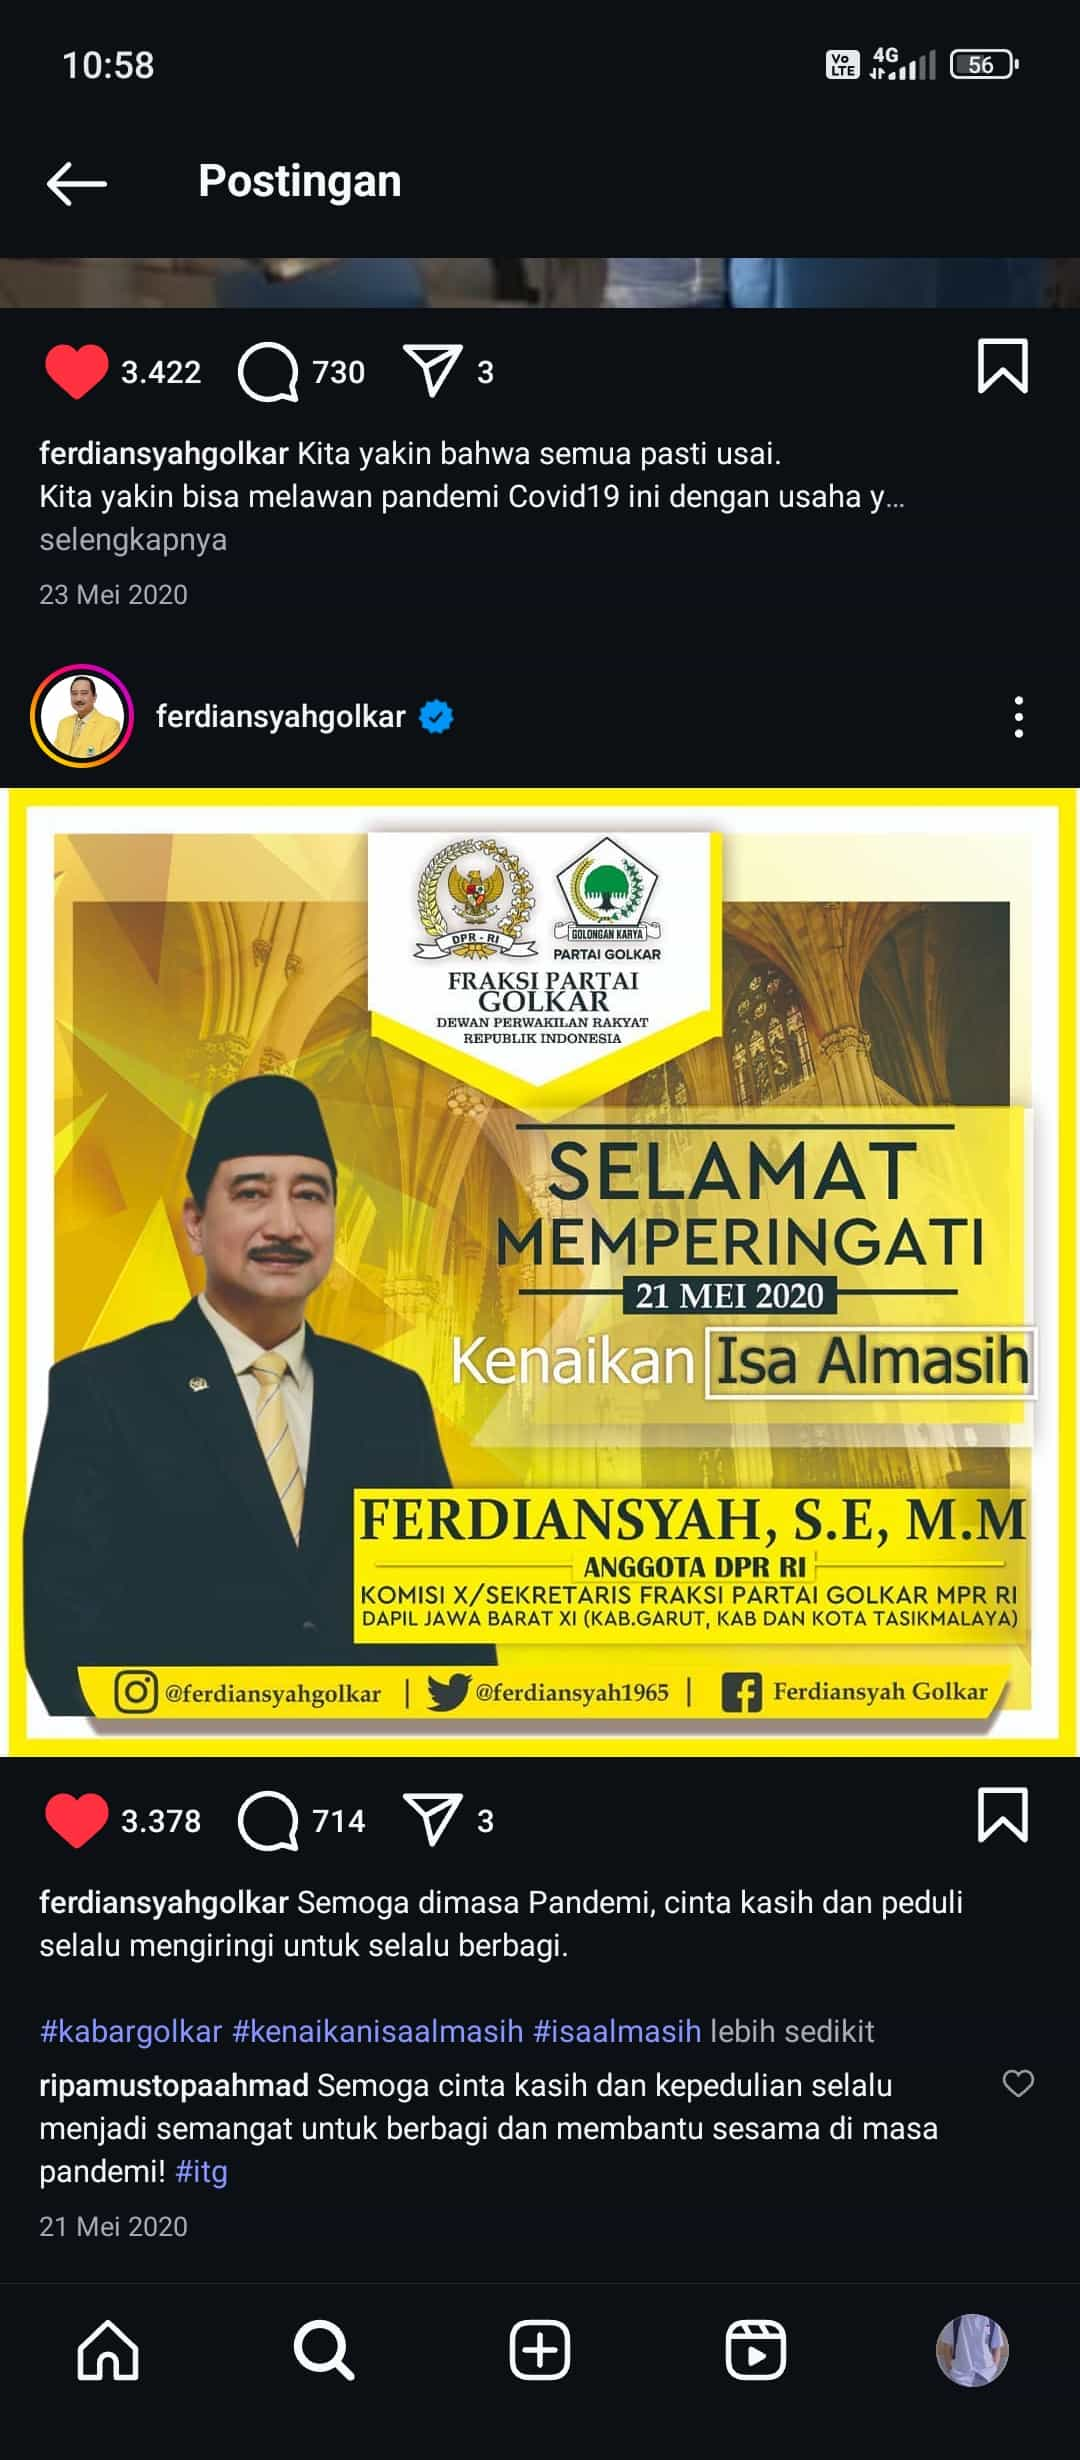 10:58
Vo
LTE
4G
56
Postingan
3.422
730
3
ferdiansyahgolkar Kita yakin bahwa semua pasti usai.
Kita yakin bisa melawan pandemi Covid19 ini dengan usaha y...
selengkapnya
23 Mei 2020
ferdiansyahgolkar
DPR - RI
GOLONGAN KARYA
PARTAI GOLKAR
FRAKSI PARTAI
GOLKAR
DEWAN PERWAKILAN RAKYAT
REPUBLIK INDONESIA
SELAMAT
MEMPERINGATI
21 MEI 2020
Kenaikan Isa Almasih
FERDIANSYAH, S.E, M.M
ANGGOTA DPR RI
KOMISI X/SEKRETARIS FRAKSI PARTAI GOLKAR MPR RI
DAPIL JAWA BARAT XI (KAB.GARUT, KAB DAN KOTA TASIKMALAYA)
@ferdiansyahgolkar | @ferdiansyah1965 | Ferdiansyah Golkar
3.378
714
3
ferdiansyahgolkar Semoga dimasa Pandemi, cinta kasih dan peduli
selalu mengiringi untuk selalu berbagi.
#kabargolkar #kenaikanisaalmasih #isaalmasih lebih sedikit
ripamustopaahmad Semoga cinta kasih dan kepedulian selalu
menjadi semangat untuk berbagi dan membantu sesama di masa
pandemi! #itg
21 Mei 2020